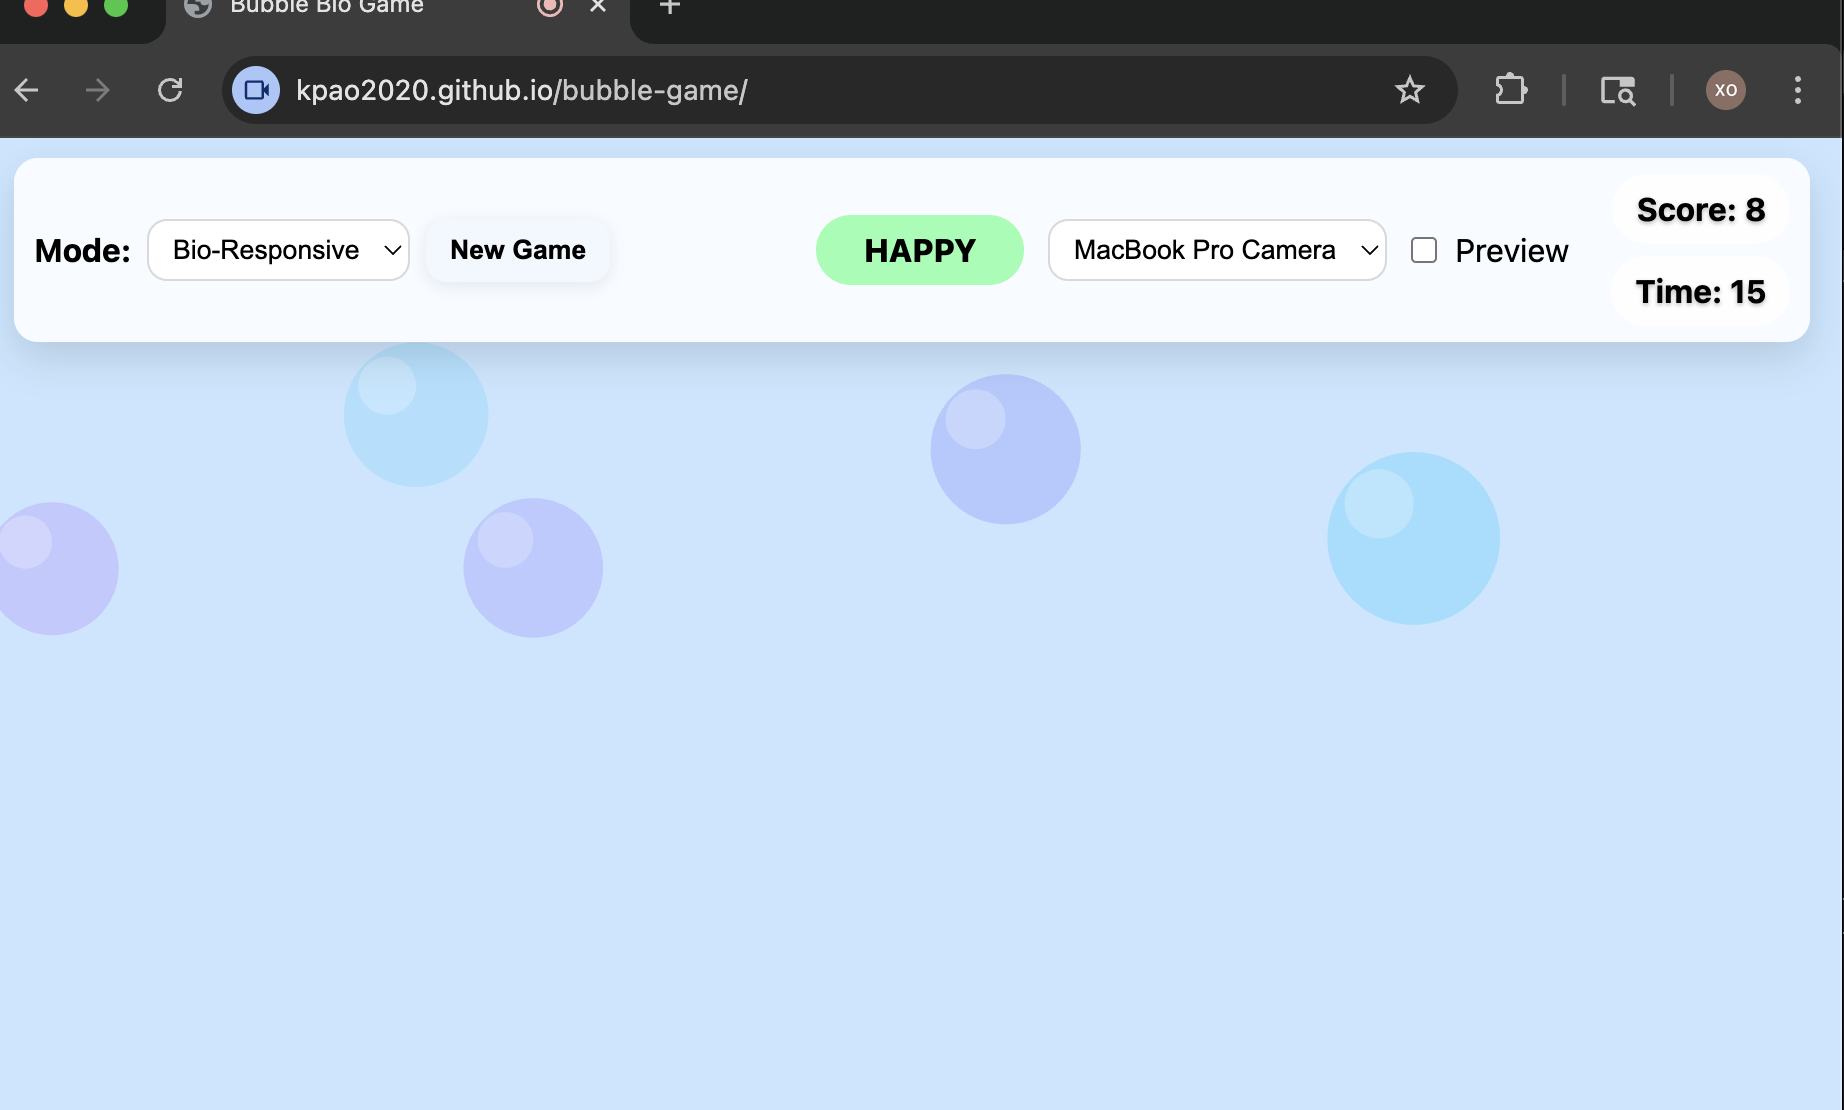 Bubble Bio Game
kpao2020.github.io/bubble-game/
XO
Mode: Bio-Responsive New Game HAPPY MacBook Pro Camera Preview
Score: 8
Time: 15